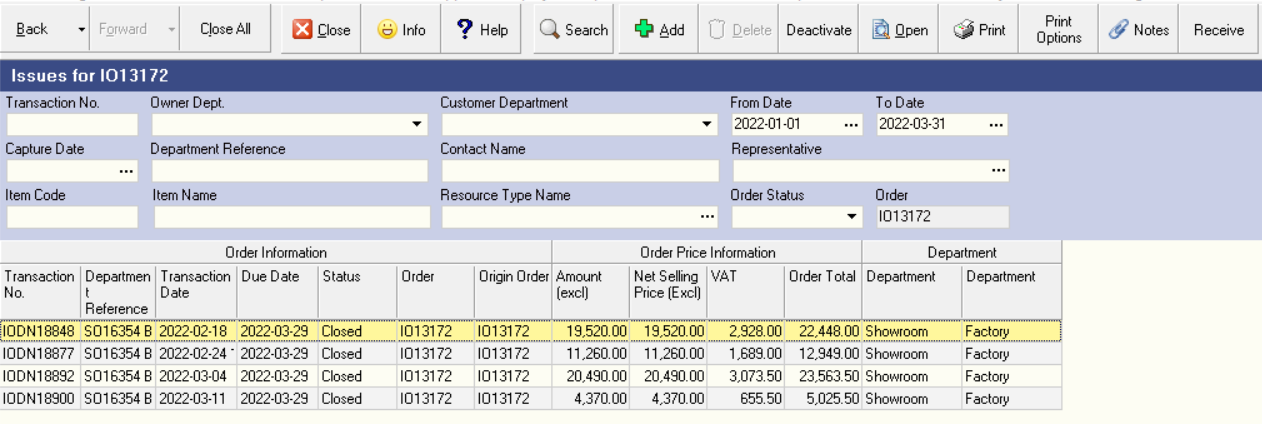 Back Forward Close All Close Info Help Search Add Delete Deactivate Open Print Print Options Notes Receive
Issues for IO13172
Transaction No. Owner Dept. Customer Department From Date To Date
2022-01-01 ... 2022-03-31 ...
Capture Date Department Reference Contact Name Representative
... ...
Item Code Item Name Resource Type Name Order Status Order
... IO13172
Order Information Order Price Information Department
Transaction No. Department Reference Transaction Date Due Date Status Order Origin Order Amount (excl) Net Selling Price (Excl) VAT Order Total Department Department
IODN18848 SO16354 B 2022-02-18 2022-03-29 Closed IO13172 IO13172 19,520.00 19,520.00 2,928.00 22,448.00 Showroom Factory
IODN18877 SO16354 B 2022-02-24 2022-03-29 Closed IO13172 IO13172 11,260.00 11,260.00 1,689.00 12,949.00 Showroom Factory
IODN18892 SO16354 B 2022-03-04 2022-03-29 Closed IO13172 IO13172 20,490.00 20,490.00 3,073.50 23,563.50 Showroom Factory
IODN18900 SO16354 B 2022-03-11 2022-03-29 Closed IO13172 IO13172 4,370.00 4,370.00 655.50 5,025.50 Showroom Factory